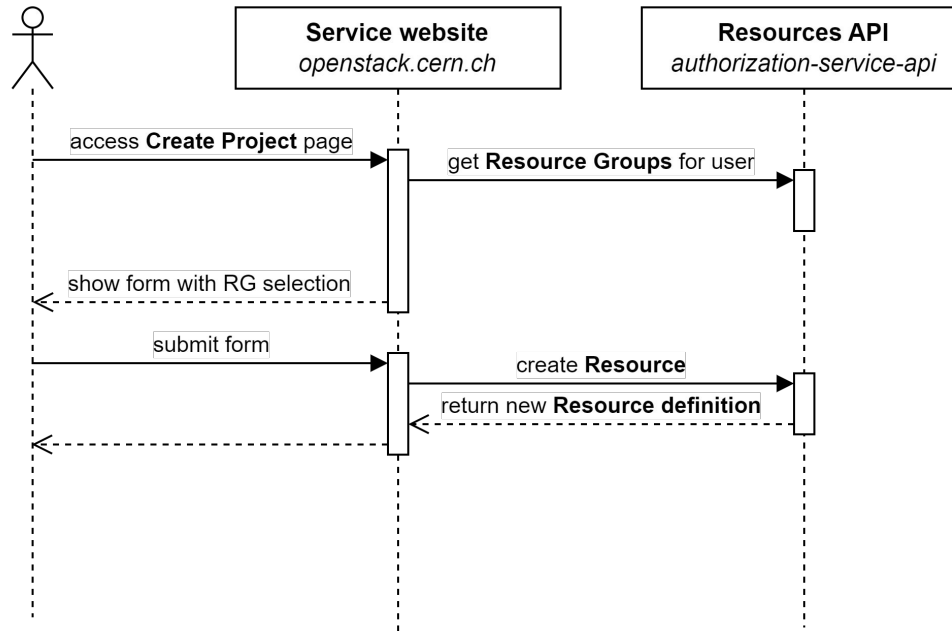 Service website
openstack.cern.ch
Resources API
authorization-service-api
access Create Project page
get Resource Groups for user
show form with RG selection
submit form
create Resource
return new Resource definition